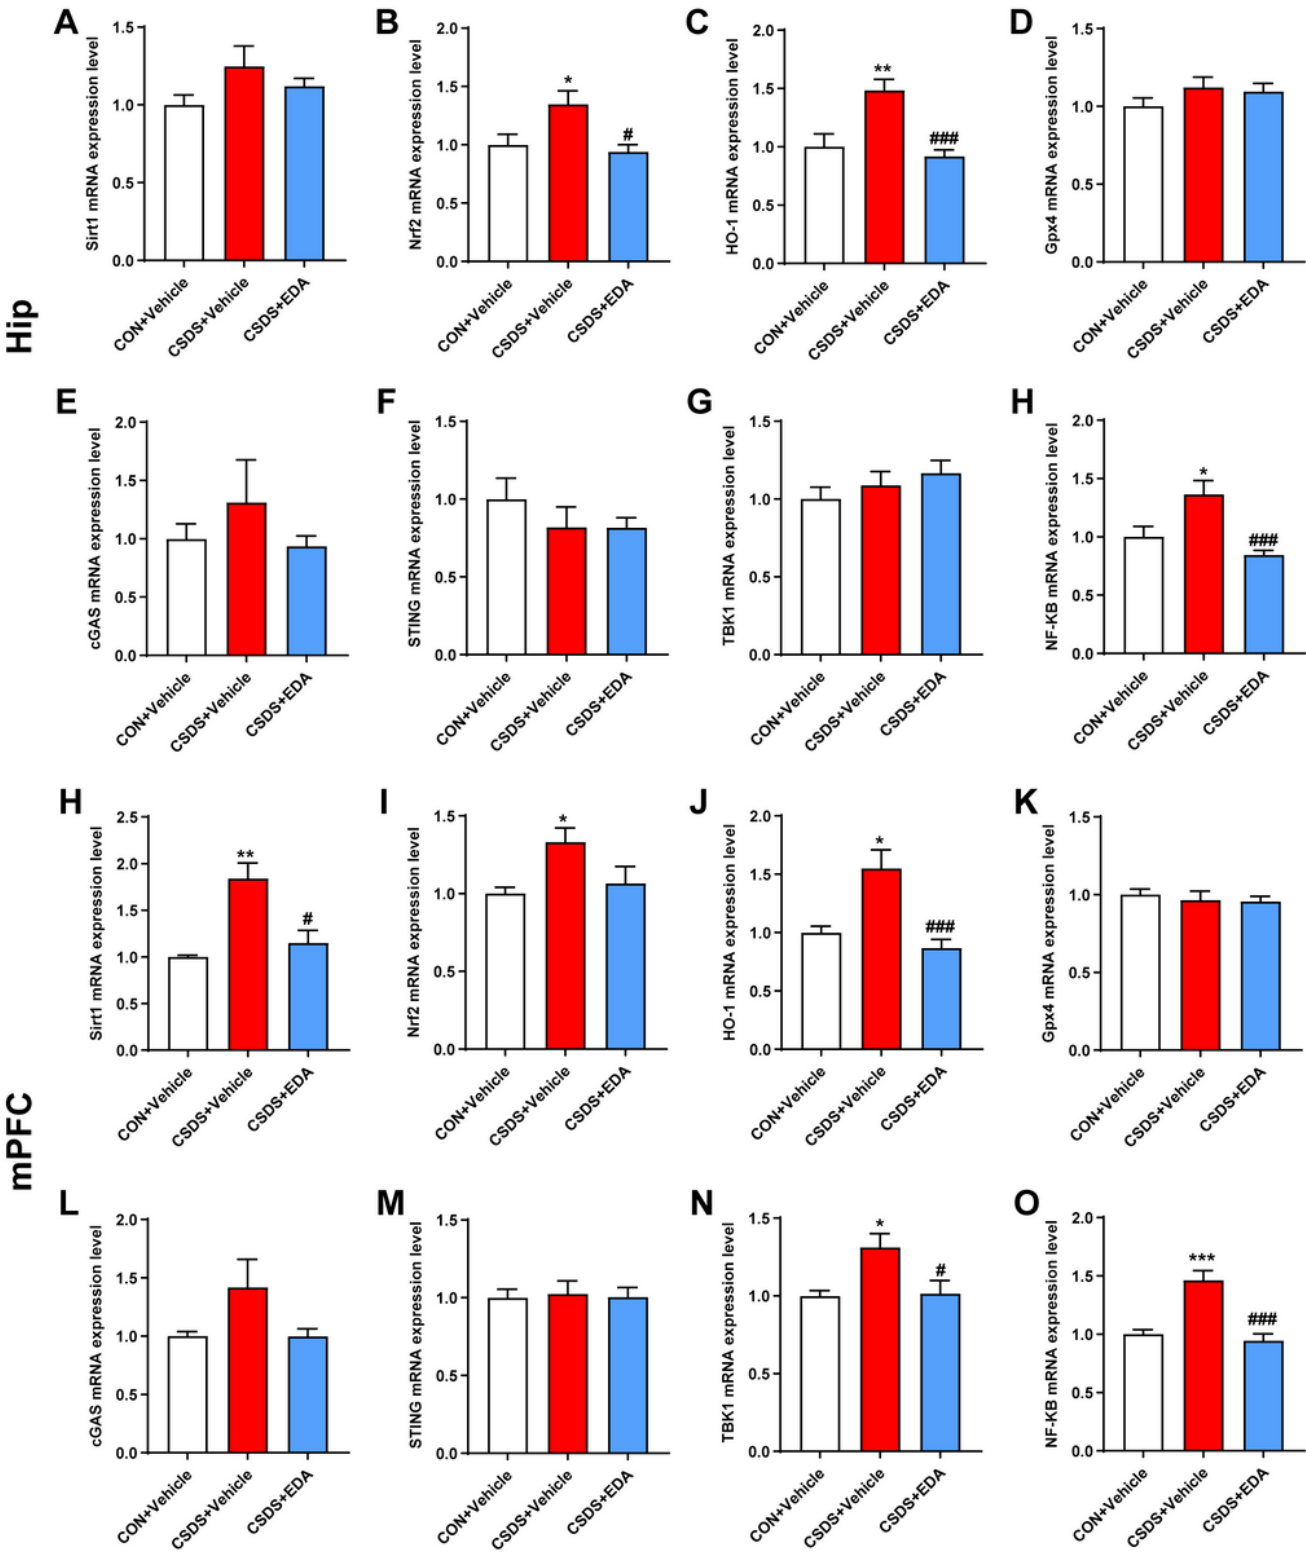 A
Sirt1 mRNA expression level
1.5
1.0
0.5
0.0
CON+Vehicle
CSDS+Vehicle
CSDS+EDA
B
Nrf2 mRNA expression level
2.0
1.5
1.0
0.5
0.0
*
#
CON+Vehicle
CSDS+Vehicle
CSDS+EDA
C
HO-1 mRNA expression level
2.0
1.5
1.0
0.5
0.0
**
###
CON+Vehicle
CSDS+Vehicle
CSDS+EDA
D
Gpx4 mRNA expression level
1.5
1.0
0.5
0.0
CON+Vehicle
CSDS+Vehicle
CSDS+EDA
Hip
E
cGAS mRNA expression level
2.0
1.5
1.0
0.5
0.0
CON+Vehicle
CSDS+Vehicle
CSDS+EDA
F
STING mRNA expression level
1.5
1.0
0.5
0.0
CON+Vehicle
CSDS+Vehicle
CSDS+EDA
G
TBK1 mRNA expression level
1.5
1.0
0.5
0.0
CON+Vehicle
CSDS+Vehicle
CSDS+EDA
H
NF-KB mRNA expression level
2.0
1.5
1.0
0.5
0.0
*
###
CON+Vehicle
CSDS+Vehicle
CSDS+EDA
H
Sirt1 mRNA expression level
2.5
2.0
1.5
1.0
0.5
0.0
**
#
CON+Vehicle
CSDS+Vehicle
CSDS+EDA
I
Nrf2 mRNA expression level
1.5
1.0
0.5
0.0
*
CON+Vehicle
CSDS+Vehicle
CSDS+EDA
J
HO-1 mRNA expression level
2.0
1.5
1.0
0.5
0.0
*
###
CON+Vehicle
CSDS+Vehicle
CSDS+EDA
K
Gpx4 mRNA expression level
1.5
1.0
0.5
0.0
CON+Vehicle
CSDS+Vehicle
CSDS+EDA
mPFC
L
cGAS mRNA expression level
2.0
1.5
1.0
0.5
0.0
CON+Vehicle
CSDS+Vehicle
CSDS+EDA
M
STING mRNA expression level
1.5
1.0
0.5
0.0
CON+Vehicle
CSDS+Vehicle
CSDS+EDA
N
TBK1 mRNA expression level
1.5
1.0
0.5
0.0
*
#
CON+Vehicle
CSDS+Vehicle
CSDS+EDA
O
NF-KB mRNA expression level
2.0
1.5
1.0
0.5
0.0
***
###
CON+Vehicle
CSDS+Vehicle
CSDS+EDA